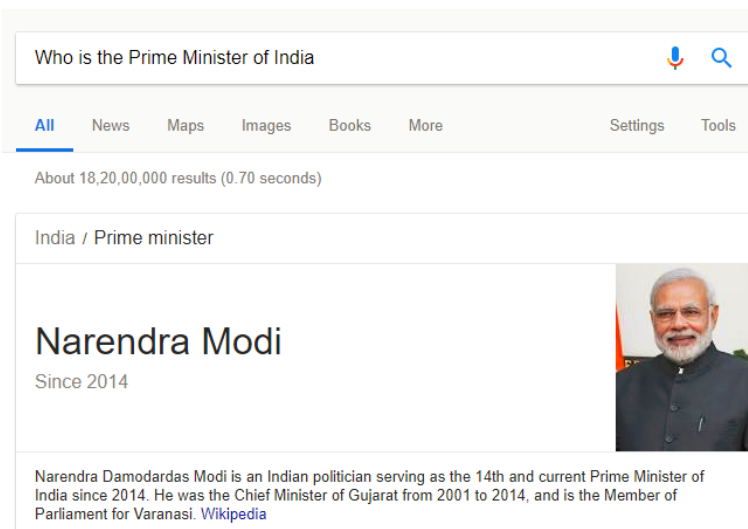 Who is the Prime Minister of India
All News Maps Images Books More Settings Tools
About 18,20,00,000 results (0.70 seconds)
India / Prime minister
Narendra Modi
Since 2014
Narendra Damodardas Modi is an Indian politician serving as the 14th and current Prime Minister of
India since 2014. He was the Chief Minister of Gujarat from 2001 to 2014, and is the Member of
Parliament for Varanasi. Wikipedia